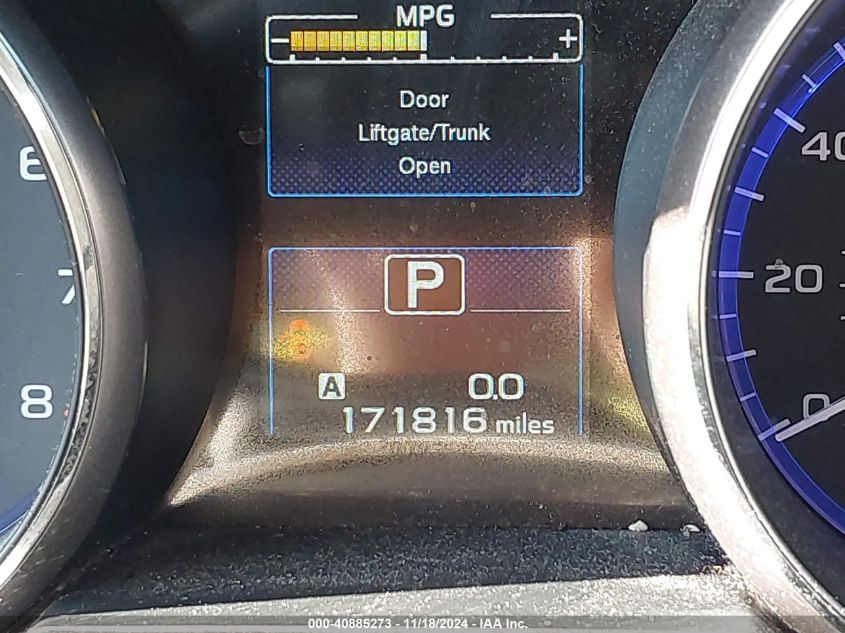 MPG
- +
Door
Liftgate/Trunk
Open
6
7
8
P
A 0.0
171816 miles
40
20
0
000-40885273 - 11/18/2024 - IAA Inc.